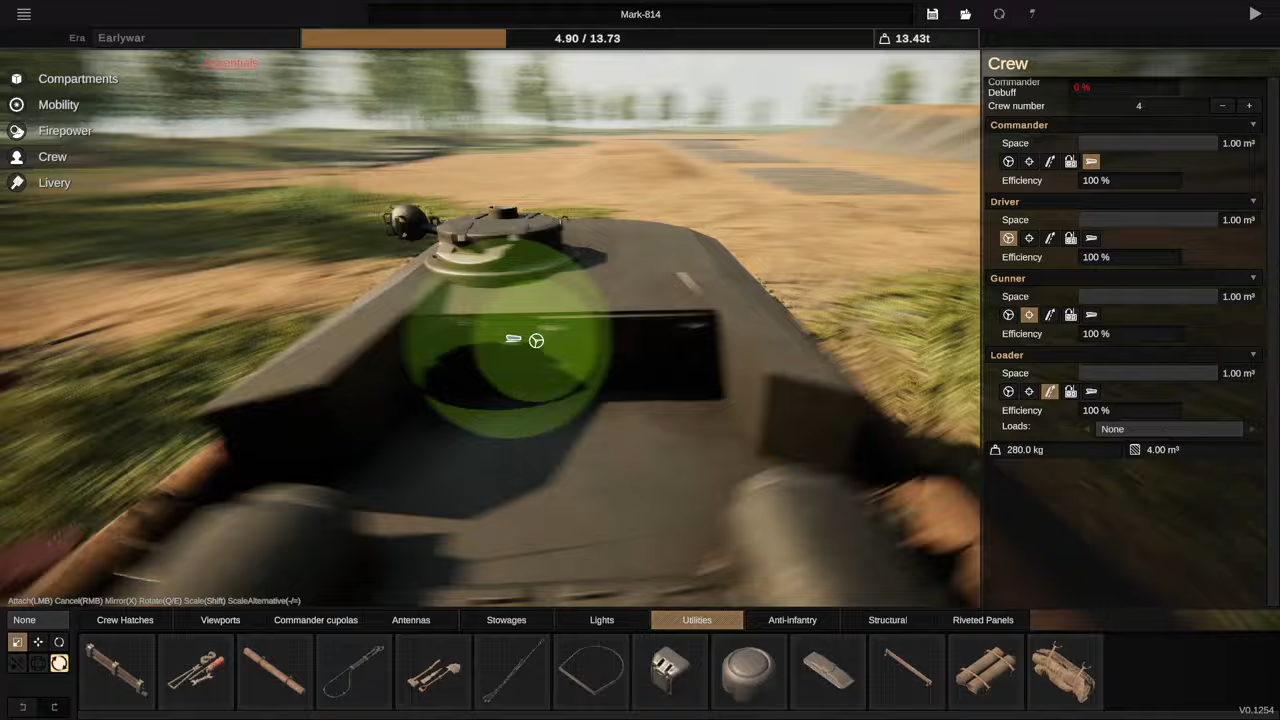 Mark-814
Era Earlywar
4.90 / 13.73
13.43t
Essentials
Compartments
Mobility
Firepower
Crew
Livery
Crew
Commander Debuff
0 %
Crew number 4 − +
Commander
Space 1.00 m³
Efficiency 100 %
Driver
Space 1.00 m³
Efficiency 100 %
Gunner
Space 1.00 m³
Efficiency 100 %
Loader
Space 1.00 m³
Efficiency 100 %
Loads: None
280.0 kg 4.00 m³
Attach(LMB) Cancel(RMB) Mirror(X) Rotate(Q/E) Scale(Shift) ScaleAlternative(-/=)
None
Crew Hatches Viewports Commander cupolas Antennas Stowages Lights Utilities Anti-infantry Structural Riveted Panels
V0.1254